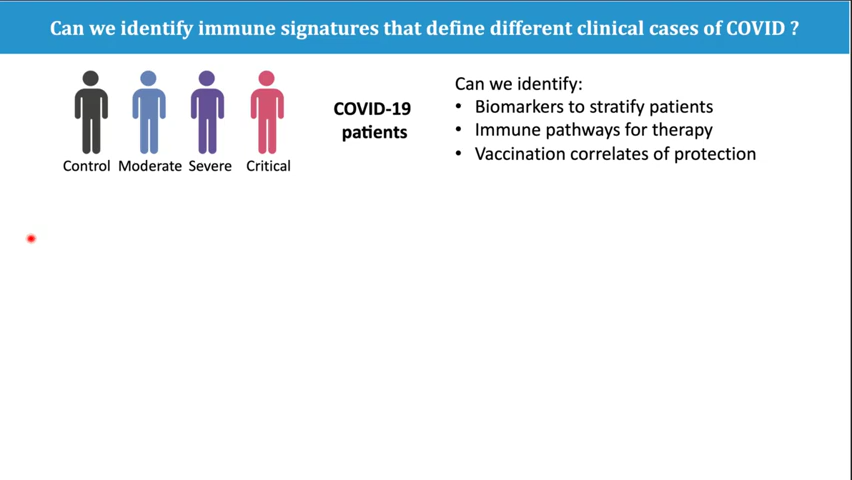 Can we identify immune signatures that define different clinical cases of COVID ?
Control Moderate Severe Critical
COVID-19
patients
Can we identify:
• Biomarkers to stratify patients
• Immune pathways for therapy
• Vaccination correlates of protection